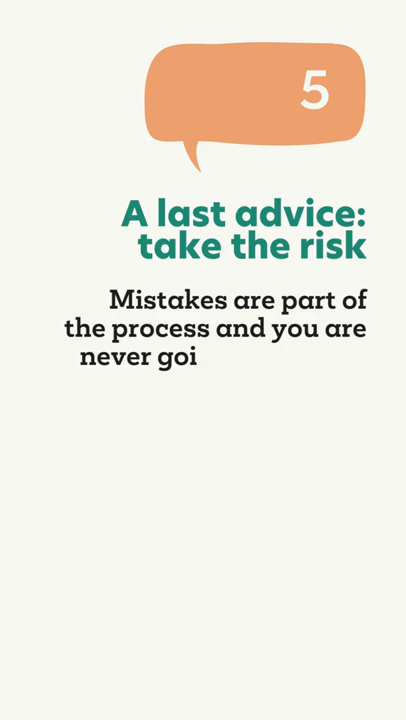 5
A last advice:
take the risk
Mistakes are part of
the process and you are
never goi